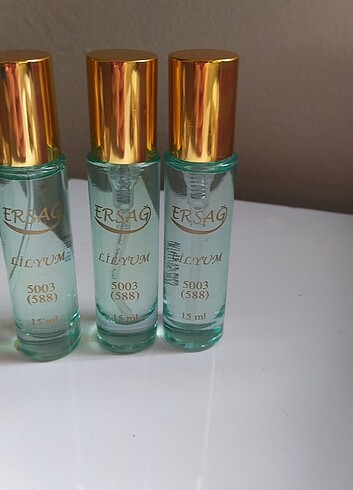 ERSAĞ
LİLYUM
5003
(588)
15 ml
ERSAĞ
LİLYUM
5003
(588)
15 ml
ERSAĞ
LİLYUM
5003
(588)
15 ml